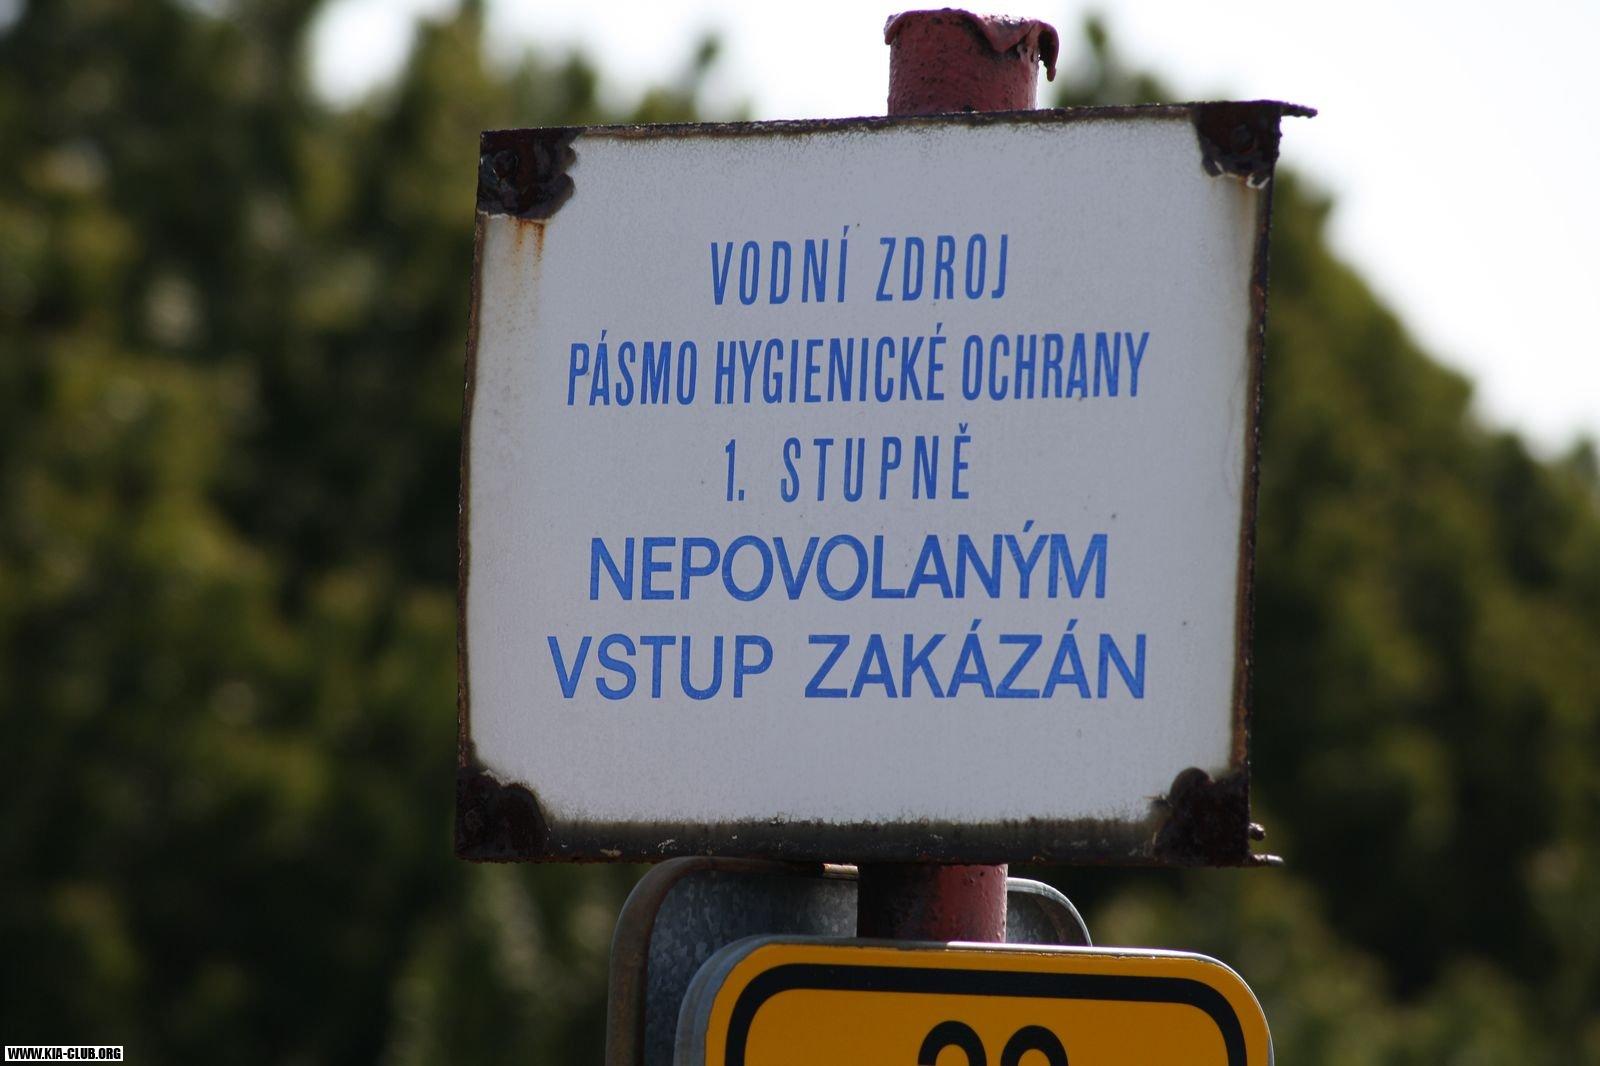 VODNÍ ZDROJ
PÁSMO HYGIENICKÉ OCHRANY
1. STUPNĚ
NEPOVOLANÝM
VSTUP ZAKÁZÁN
WWW.KIA-CLUB.ORG